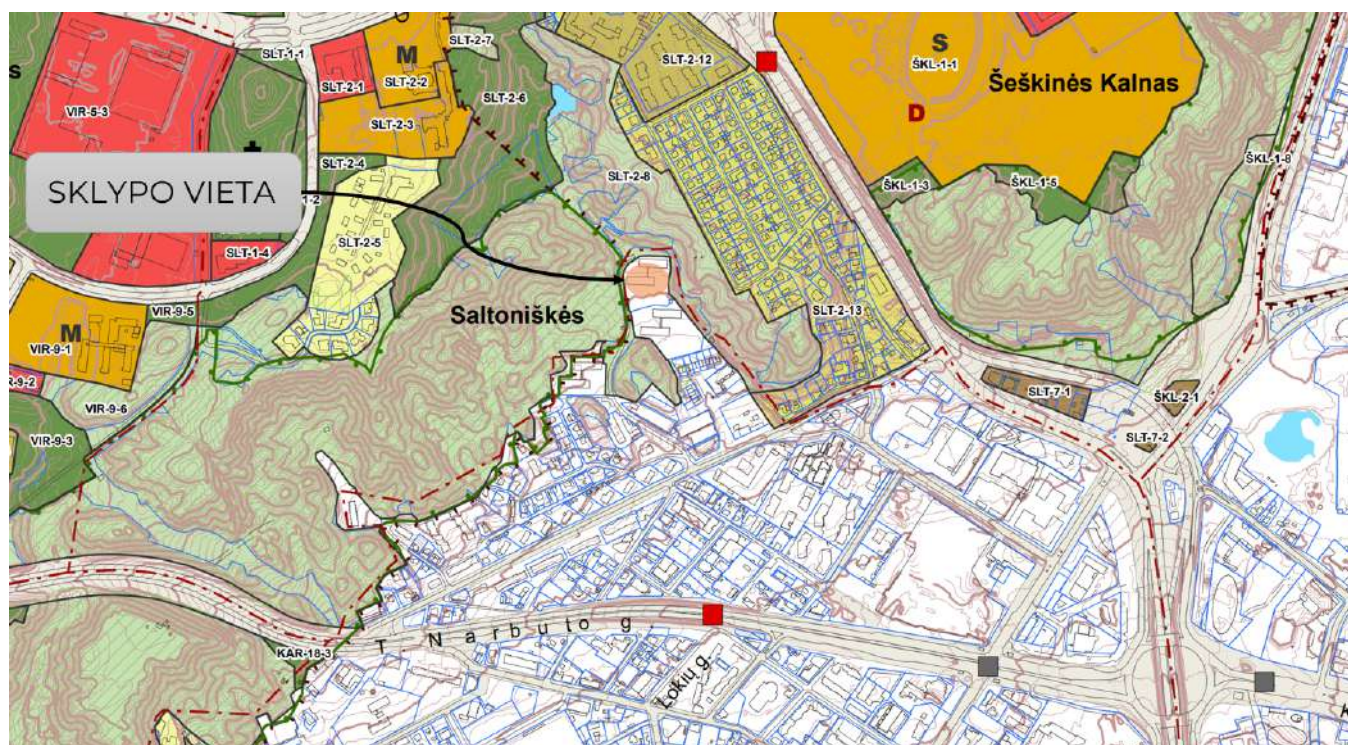 SLT-1-1
M
SLT-2-7
SLT-2-1
SLT-2-2
SLT-2-12
S
ŠKL-1-1
Šeškinės Kalnas
s
VIR-5-3
SLT-2-6
SLT-2-3
D
SLT-2-4
SLT-2-8
ŠKL-1-8
SKLYPO VIETA
ŠKL-1-3
ŠKL-1-5
1-2
SLT-2-5
SLT-1-4
VIR-9-5
Saltoniškės
M
VIR-9-1
SLT-2-13
R-9-2
VIR-9-6
SLT-7-1
ŠKL-2-1
VIR-9-3
SLT-7-2
T Narbuto g.
KAR-18-3
Lokių g.
K